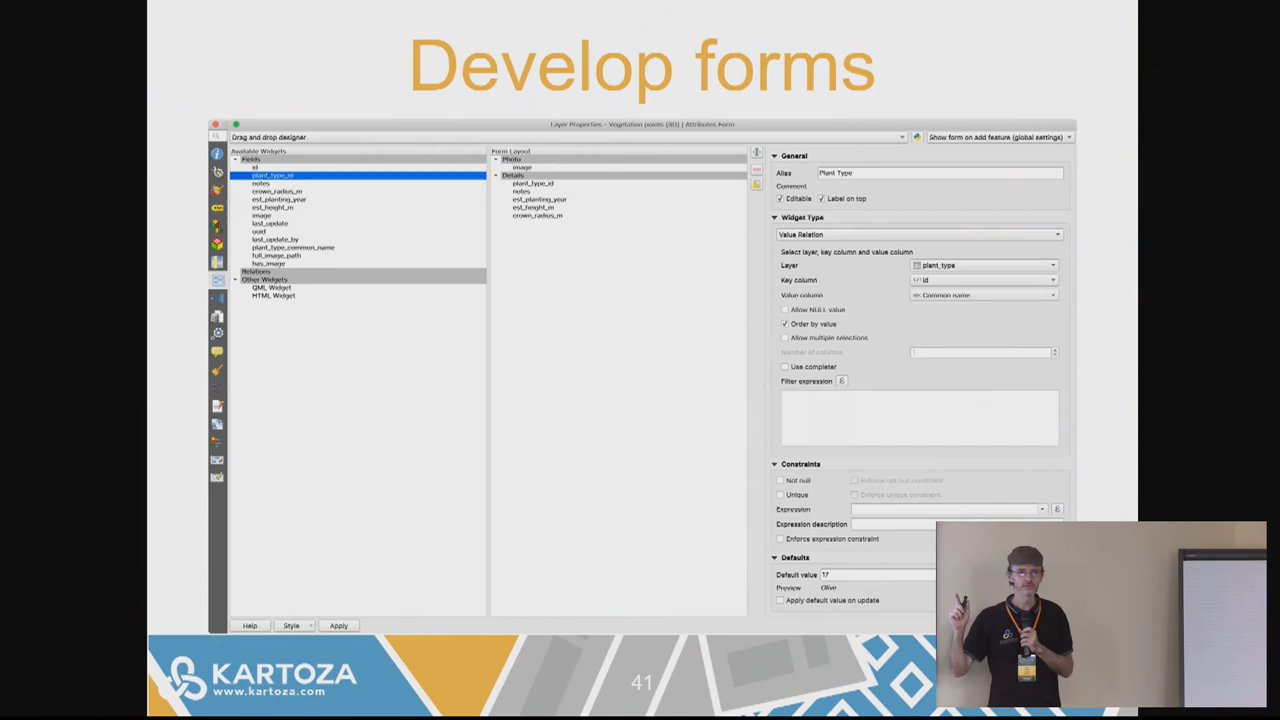 Develop forms
Layer Properties - Vegetation points (3D) | Attributes Form
Drag and drop designer
Show form on add feature (global settings)
Available Widgets
Fields
id
plant_type_id
notes
crown_radius_m
est_planting_year
est_height_m
image
last_update
uuid
last_update_by
plant_type_common_name
full_image_path
has_image
Relations
Other Widgets
QML Widget
HTML Widget
Form Layout
Photo
image
Details
plant_type_id
notes
est_planting_year
est_height_m
crown_radius_m
General
Alias Plant Type
Comment
Editable Label on top
Widget Type
Value Relation
Select layer, key column and value column
Layer plant_type
Key column id
Value column abc Common name
Allow NULL value
Order by value
Allow multiple selections
Number of columns 1
Use completer
Filter expression ε
Constraints
Not null Enforce not null constraint
Unique Enforce unique constraint
Expression ε
Expression description
Enforce expression constraint
Defaults
Default value 17
Preview Olive
Apply default value on update
Help Style Apply
KARTOZA
www.kartoza.com
41